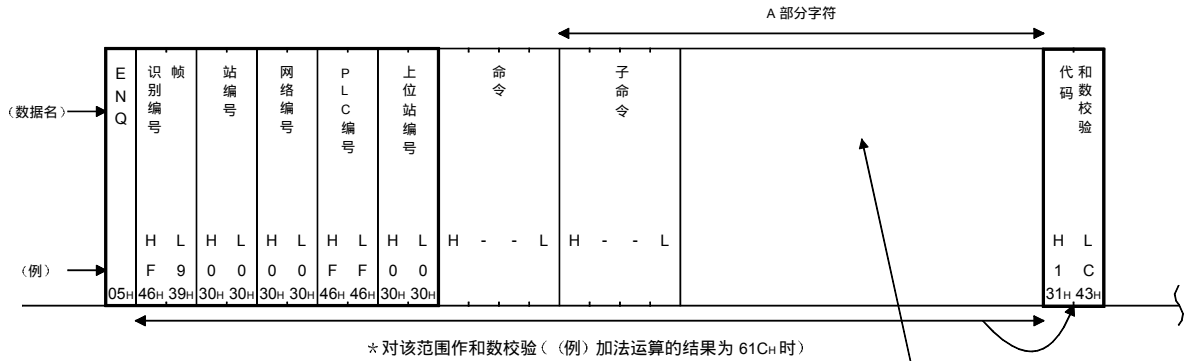 A 部分字符
(数据名)
ENQ
帧识别编号
站编号
网络编号
PLC编号
上位站编号
命令
子命令
和数校验代码
H L H L H L H L H L H - - L H - - L H L
(例)
F 9 0 0 0 0 F F 0 0 1 C
05H 46H 39H 30H 30H 30H 30H 46H 46H 30H 30H 31H 43H
*对该范围作和数校验((例)加法运算的结果为 61CH 时)